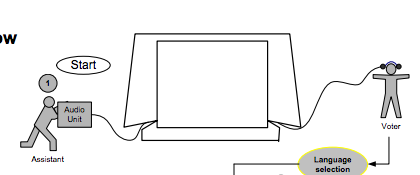 ow
Start
1
Audio
Unit
Assistant
Voter
Language
selection